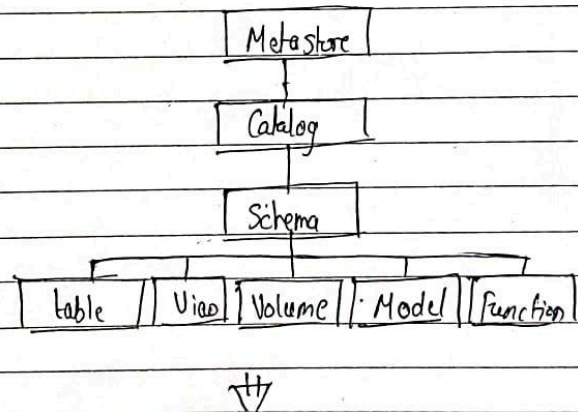 Metastore
Catalog
Schema
table View Volume Model function